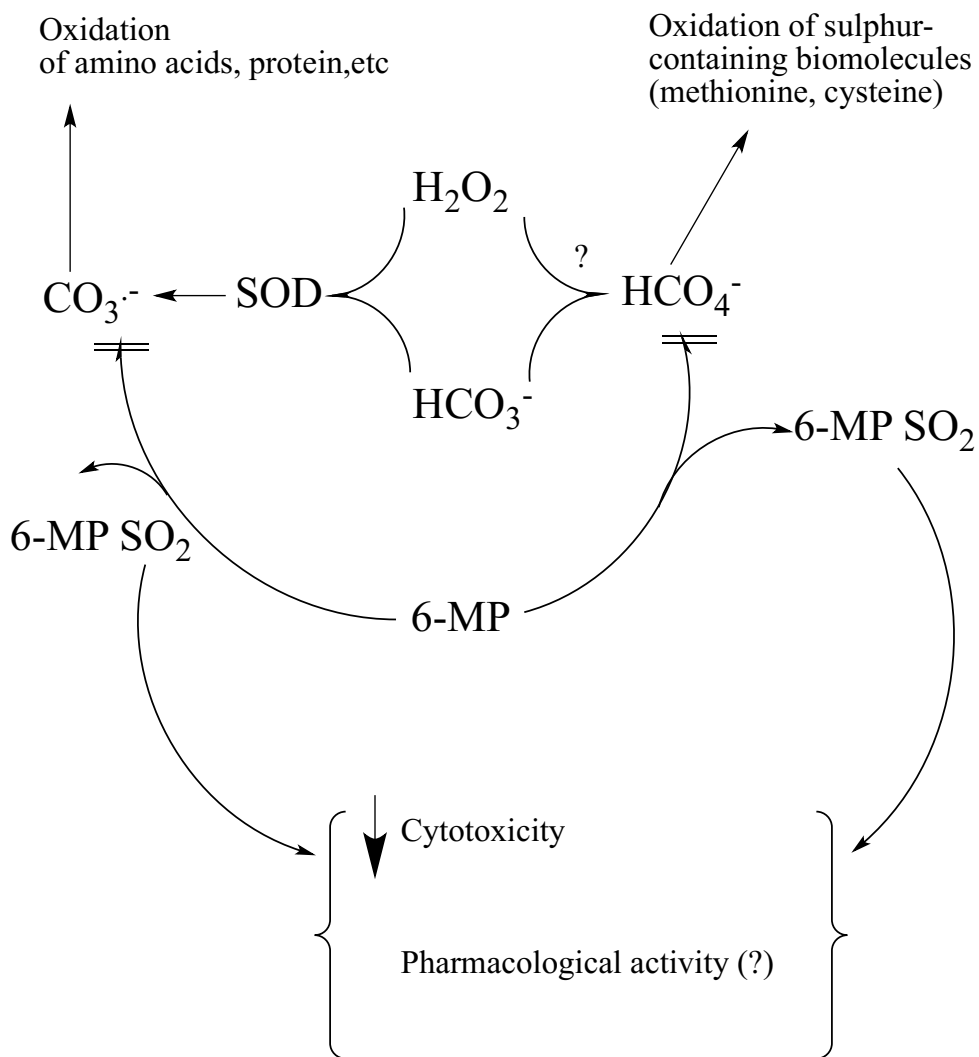 Oxidation
of amino acids, protein,etc
Oxidation of sulphur-
containing biomolecules
(methionine, cysteine)
H₂O₂
?
CO₃·⁻
SOD
HCO₄⁻
HCO₃⁻
6-MP SO₂
6-MP SO₂
6-MP
Cytotoxicity
Pharmacological activity (?)